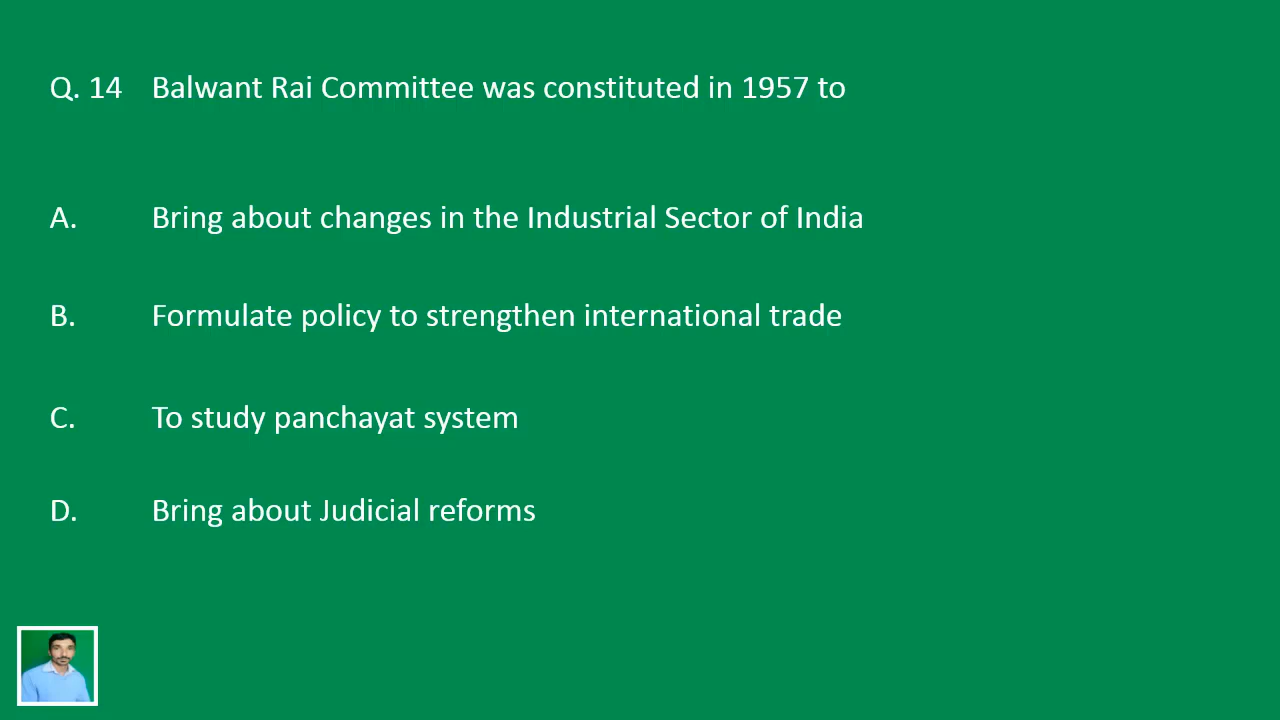 Q. 14 Balwant Rai Committee was constituted in 1957 to
A. Bring about changes in the Industrial Sector of India
B. Formulate policy to strengthen international trade
C. To study panchayat system
D. Bring about Judicial reforms